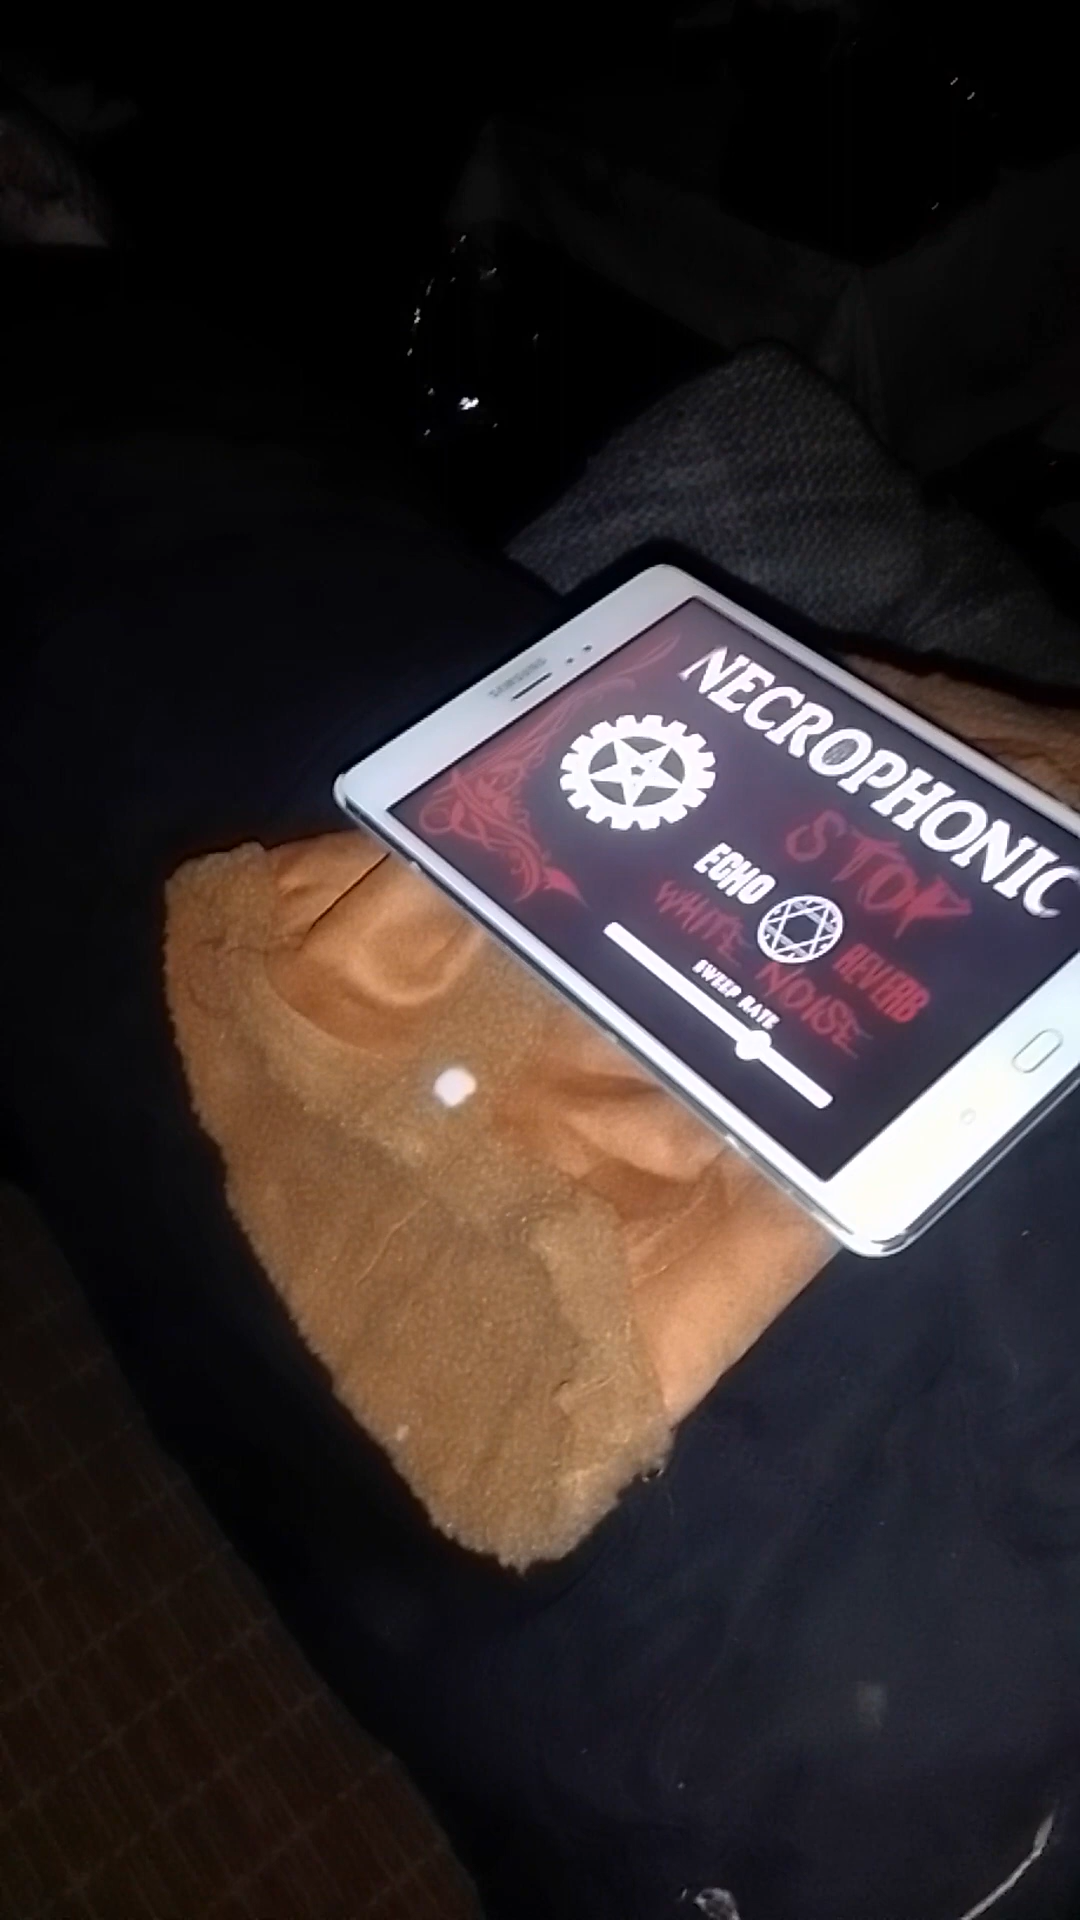 SAMSUNG
NECROPHONIC
STOP
ECHO
REVERB
WHITE NOISE
SWEEP RATE